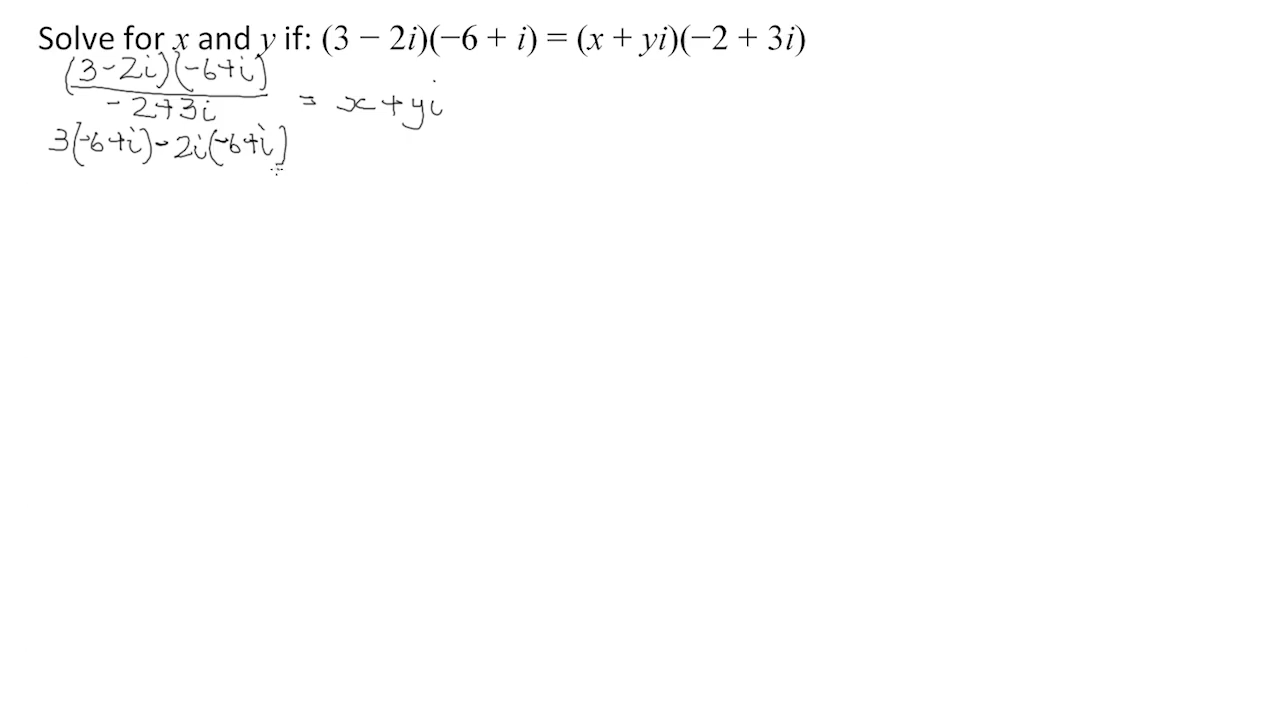 Solve for x and y if: (3 − 2i)(−6 + i) = (x + yi)(−2 + 3i)
(3-2i)(-6+i)
-2+3i
= x+yi
3(-6+i)-2i(-6+i)